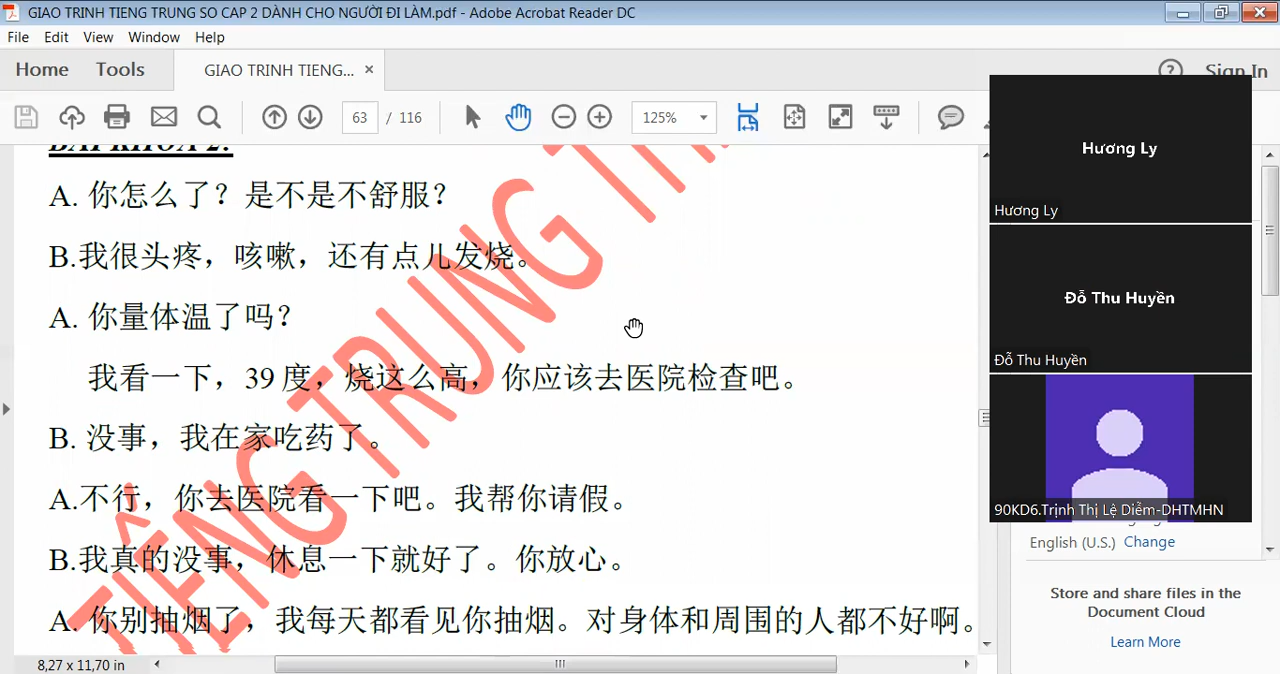 GIAO TRINH TIENG TRUNG SO CAP 2 DÀNH CHO NGƯỜI ĐI LÀM.pdf - Adobe Acrobat Reader DC
File Edit View Window Help
Home Tools GIAO TRINH TIENG... × ? Sign In
63 / 116 125%
BÀI KHÓA 2:
A. 你怎么了？是不是不舒服？
B.我很头疼，咳嗽，还有点儿发烧。
A. 你量体温了吗？
我看一下，39 度，烧这么高，你应该去医院检查吧。
B. 没事，我在家吃药了。
A.不行，你去医院看一下吧。我帮你请假。
B.我真的没事，休息一下就好了。你放心。
A. 你别抽烟了，我每天都看见你抽烟。对身体和周围的人都不好啊。
TIẾNG TRUNG
8,27 x 11,70 in
Hương Ly
Hương Ly
Đỗ Thu Huyền
Đỗ Thu Huyền
90KD6.Trịnh Thị Lệ Diễm-DHTMHN
English (U.S.) Change
Store and share files in the
Document Cloud
Learn More